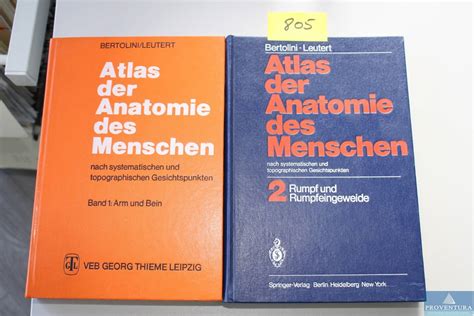 805
BERTOLINI/LEUTERT
Atlas
der
Anatomie
des
Menschen
nach systematischen und
topographischen Gesichtspunkten
Band 1: Arm und Bein
GTL
VEB GEORG THIEME LEIPZIG
Bertolini · Leutert
Atlas
der
Anatomie
des
Menschen
nach systematischen und
topographischen Gesichtspunkten
2 Rumpf und
Rumpfeingeweide
Springer-Verlag Berlin Heidelberg New York
PROVENTURA